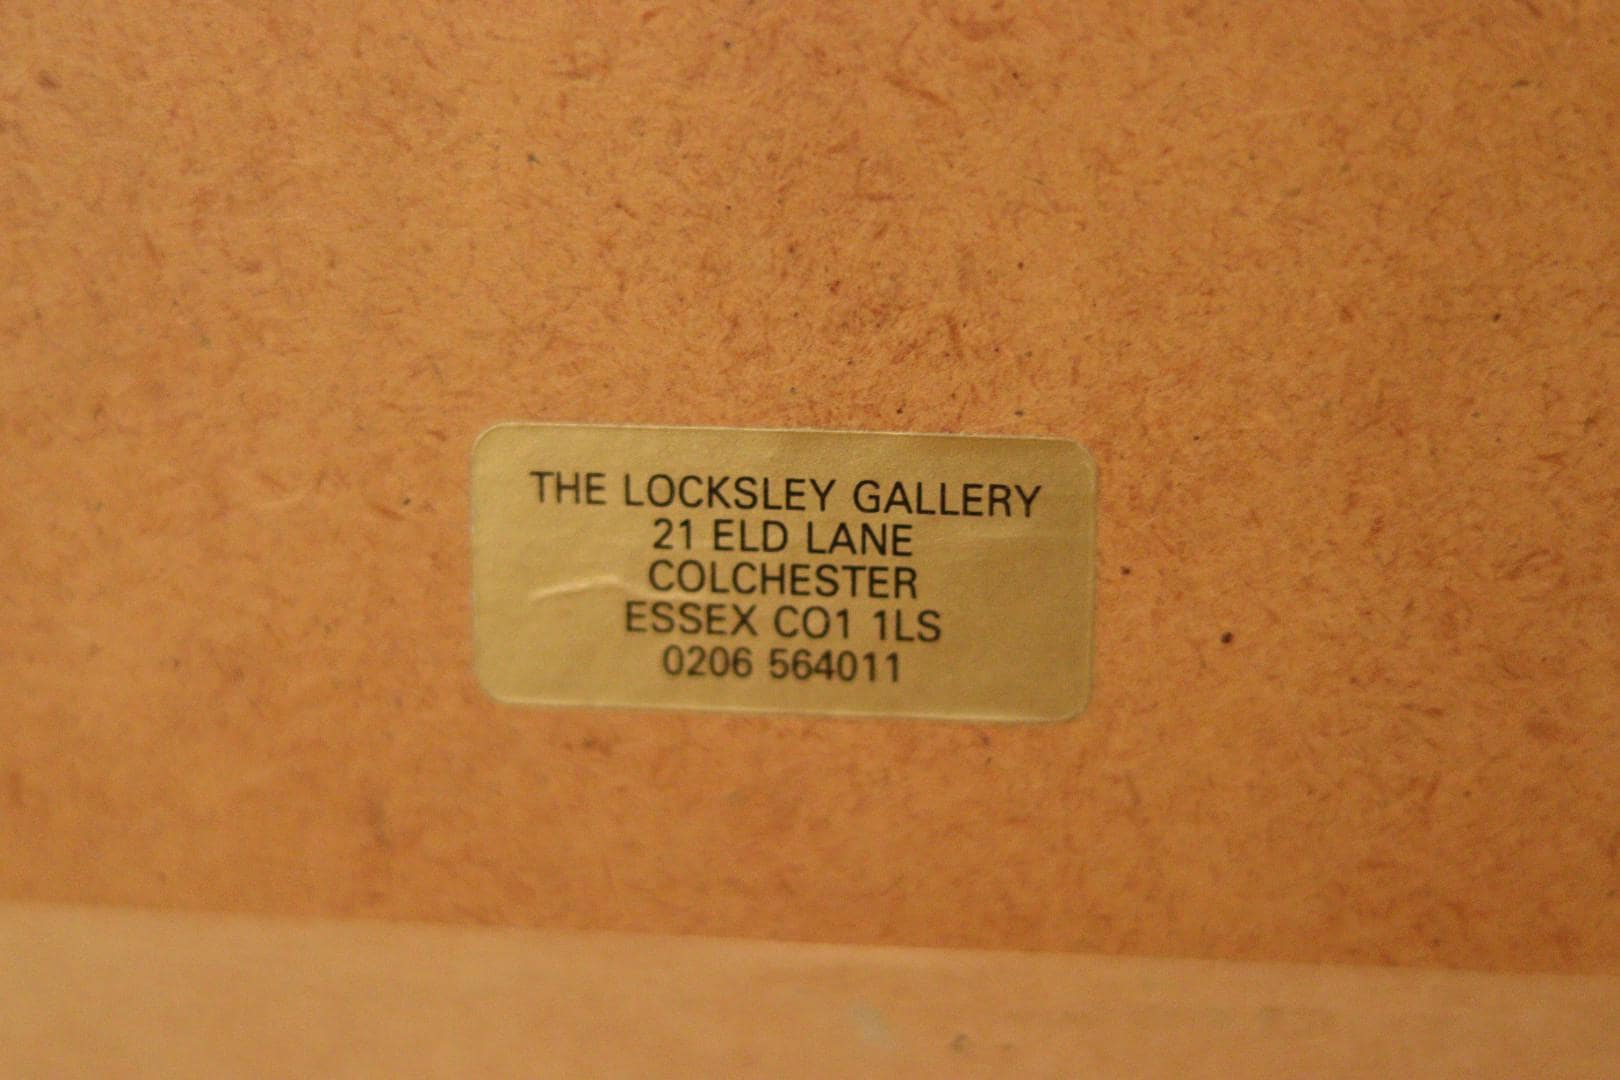 THE LOCKSLEY GALLERY
21 ELD LANE
COLCHESTER
ESSEX CO1 1LS
0206 564011